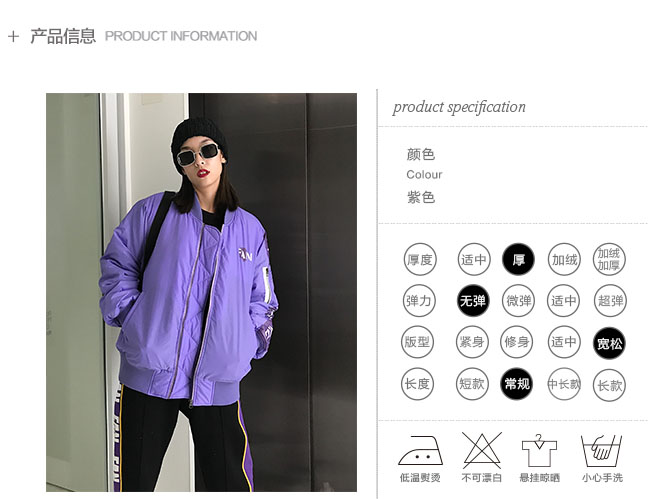 + 产品信息 PRODUCT INFORMATION
product specification
颜色
Colour
紫色
厚度 适中 厚 加绒 加绒加厚
弹力 无弹 微弹 适中 超弹
版型 紧身 修身 适中 宽松
长度 短款 常规 中长款 长款
低温熨烫 不可漂白 悬挂晾晒 小心手洗